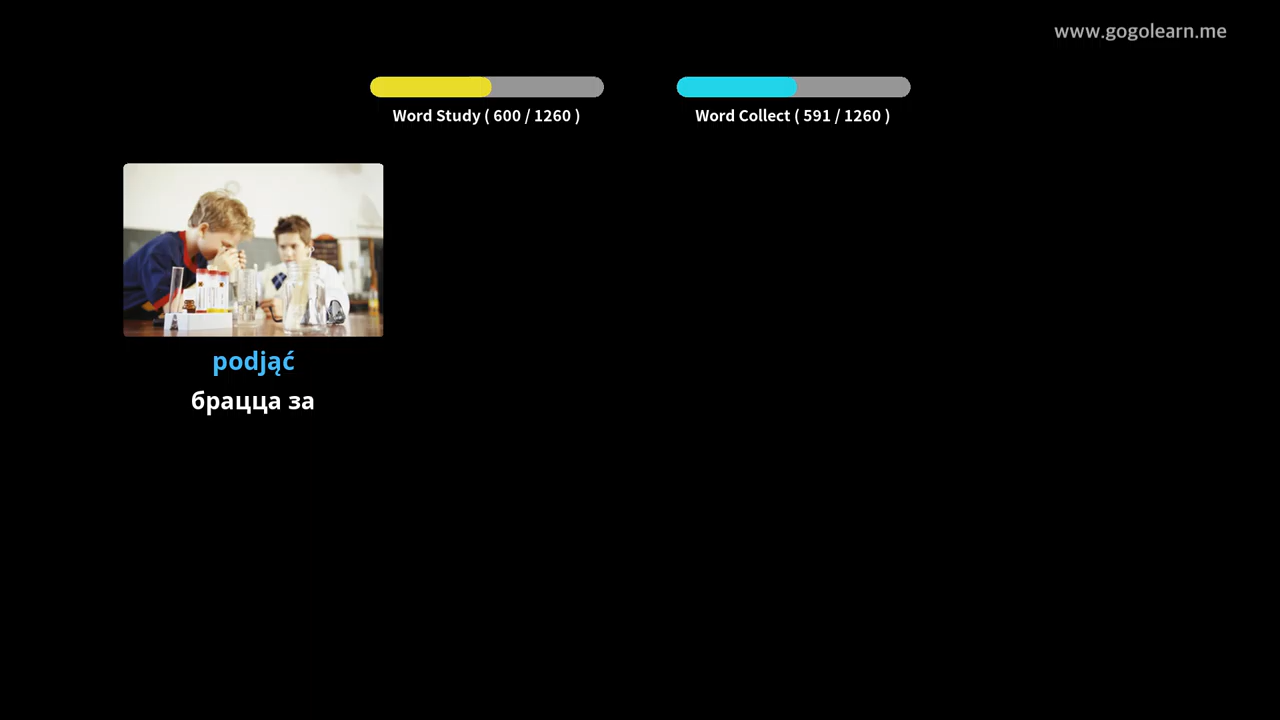 www.gogolearn.me
Word Study ( 600 / 1260 )
Word Collect ( 591 / 1260 )
podjąć
брацца за